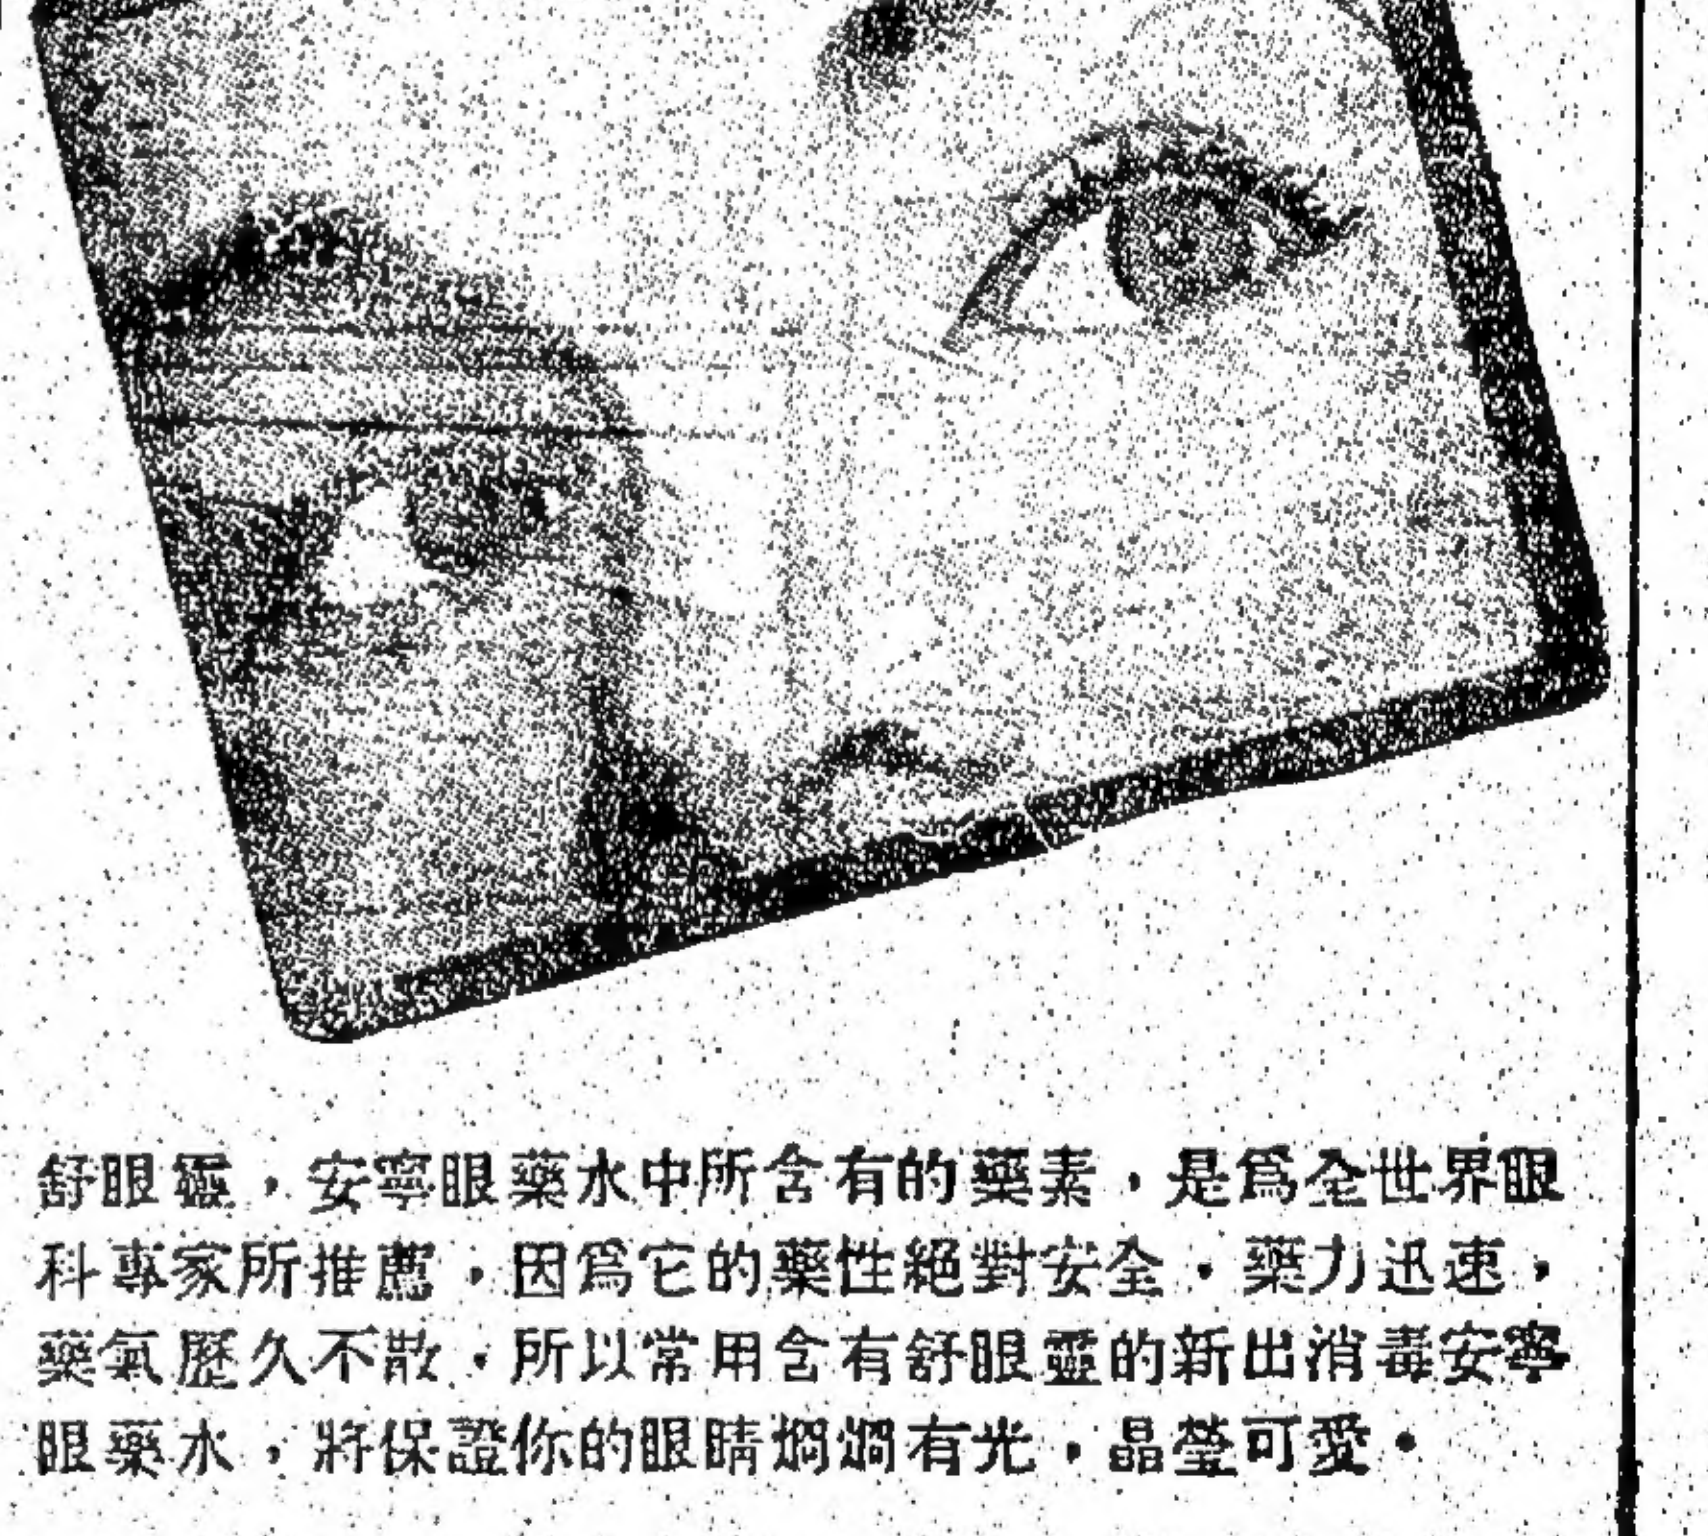 舒眼靈，安寧眼藥水中所含有的藥素，是爲全世界眼
科專家所推薦，因爲它的藥性絕對安全，藥力迅速，
藥氣歷久不散，所以常用含有舒眼靈的新出消毒安寧
眼藥水，將保證你的眼睛烱烱有光，晶瑩可愛。